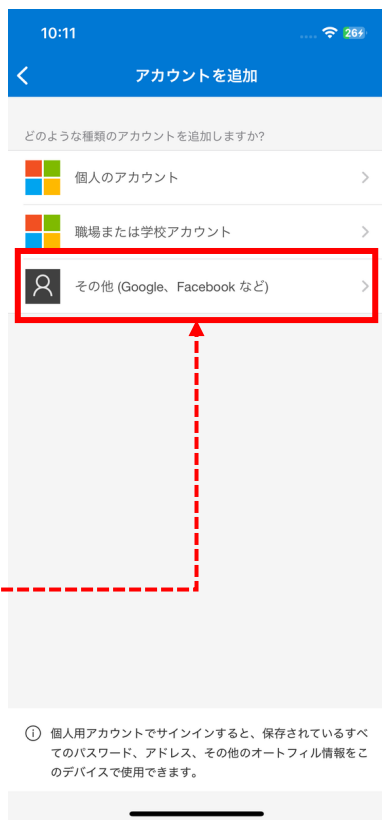 10:11
26
アカウントを追加
どのような種類のアカウントを追加しますか?
個人のアカウント
職場または学校アカウント
その他 (Google、Facebook など)
個人用アカウントでサインインすると、保存されているすべ
てのパスワード、アドレス、その他のオートフィル情報をこ
のデバイスで使用できます。